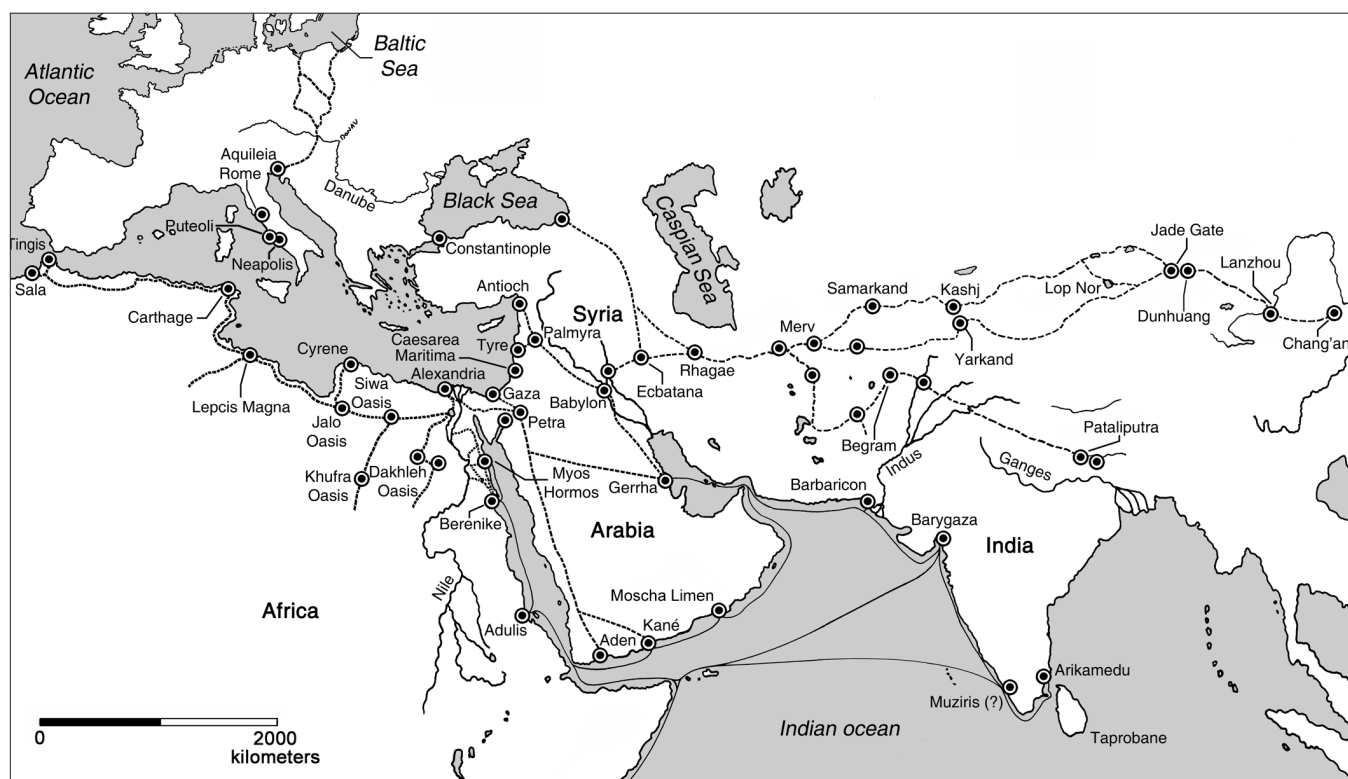 Baltic
Sea
Atlantic
Ocean
Aquileia
Rome
Danube
Black Sea
Caspian Sea
Puteoli
Neapolis
Constantinople
Tingis
Sala
Carthage
Antioch
Syria
Palmyra
Samarkand
Kashj
Lop Nor
Jade Gate
Lanzhou
Dunhuang
Chang'an
Merv
Yarkand
Cyrene
Caesarea
Maritima
Tyre
Alexandria
Siwa
Oasis
Lepcis Magna
Jalo
Oasis
Gaza
Petra
Babylon
Ecbatana
Rhagae
Begram
Indus
Ganges
Pataliputra
Khufra
Oasis
Dakhleh
Oasis
Myos
Hormos
Gerrha
Barbaricon
Berenike
Barygaza
Arabia
India
Nile
Africa
Adulis
Moscha Limen
Kané
Aden
Arikamedu
Muziris (?)
Taprobane
Indian ocean
0
2000
kilometers